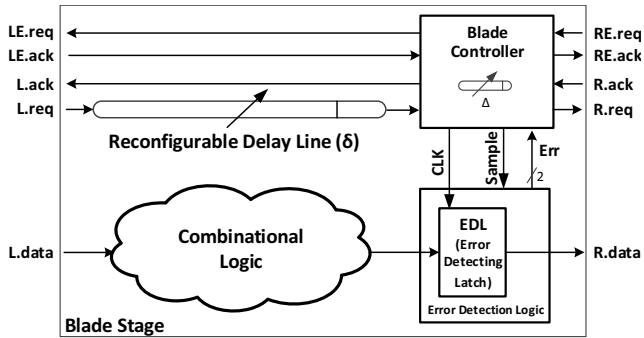 LE.req
LE.ack
L.ack
L.req
Reconfigurable Delay Line (δ)
Blade
Controller
Δ
RE.req
RE.ack
R.ack
R.req
CLK
Sample
Err
2
L.data
Combinational
Logic
EDL
(Error
Detecting
Latch)
Error Detection Logic
R.data
Blade Stage